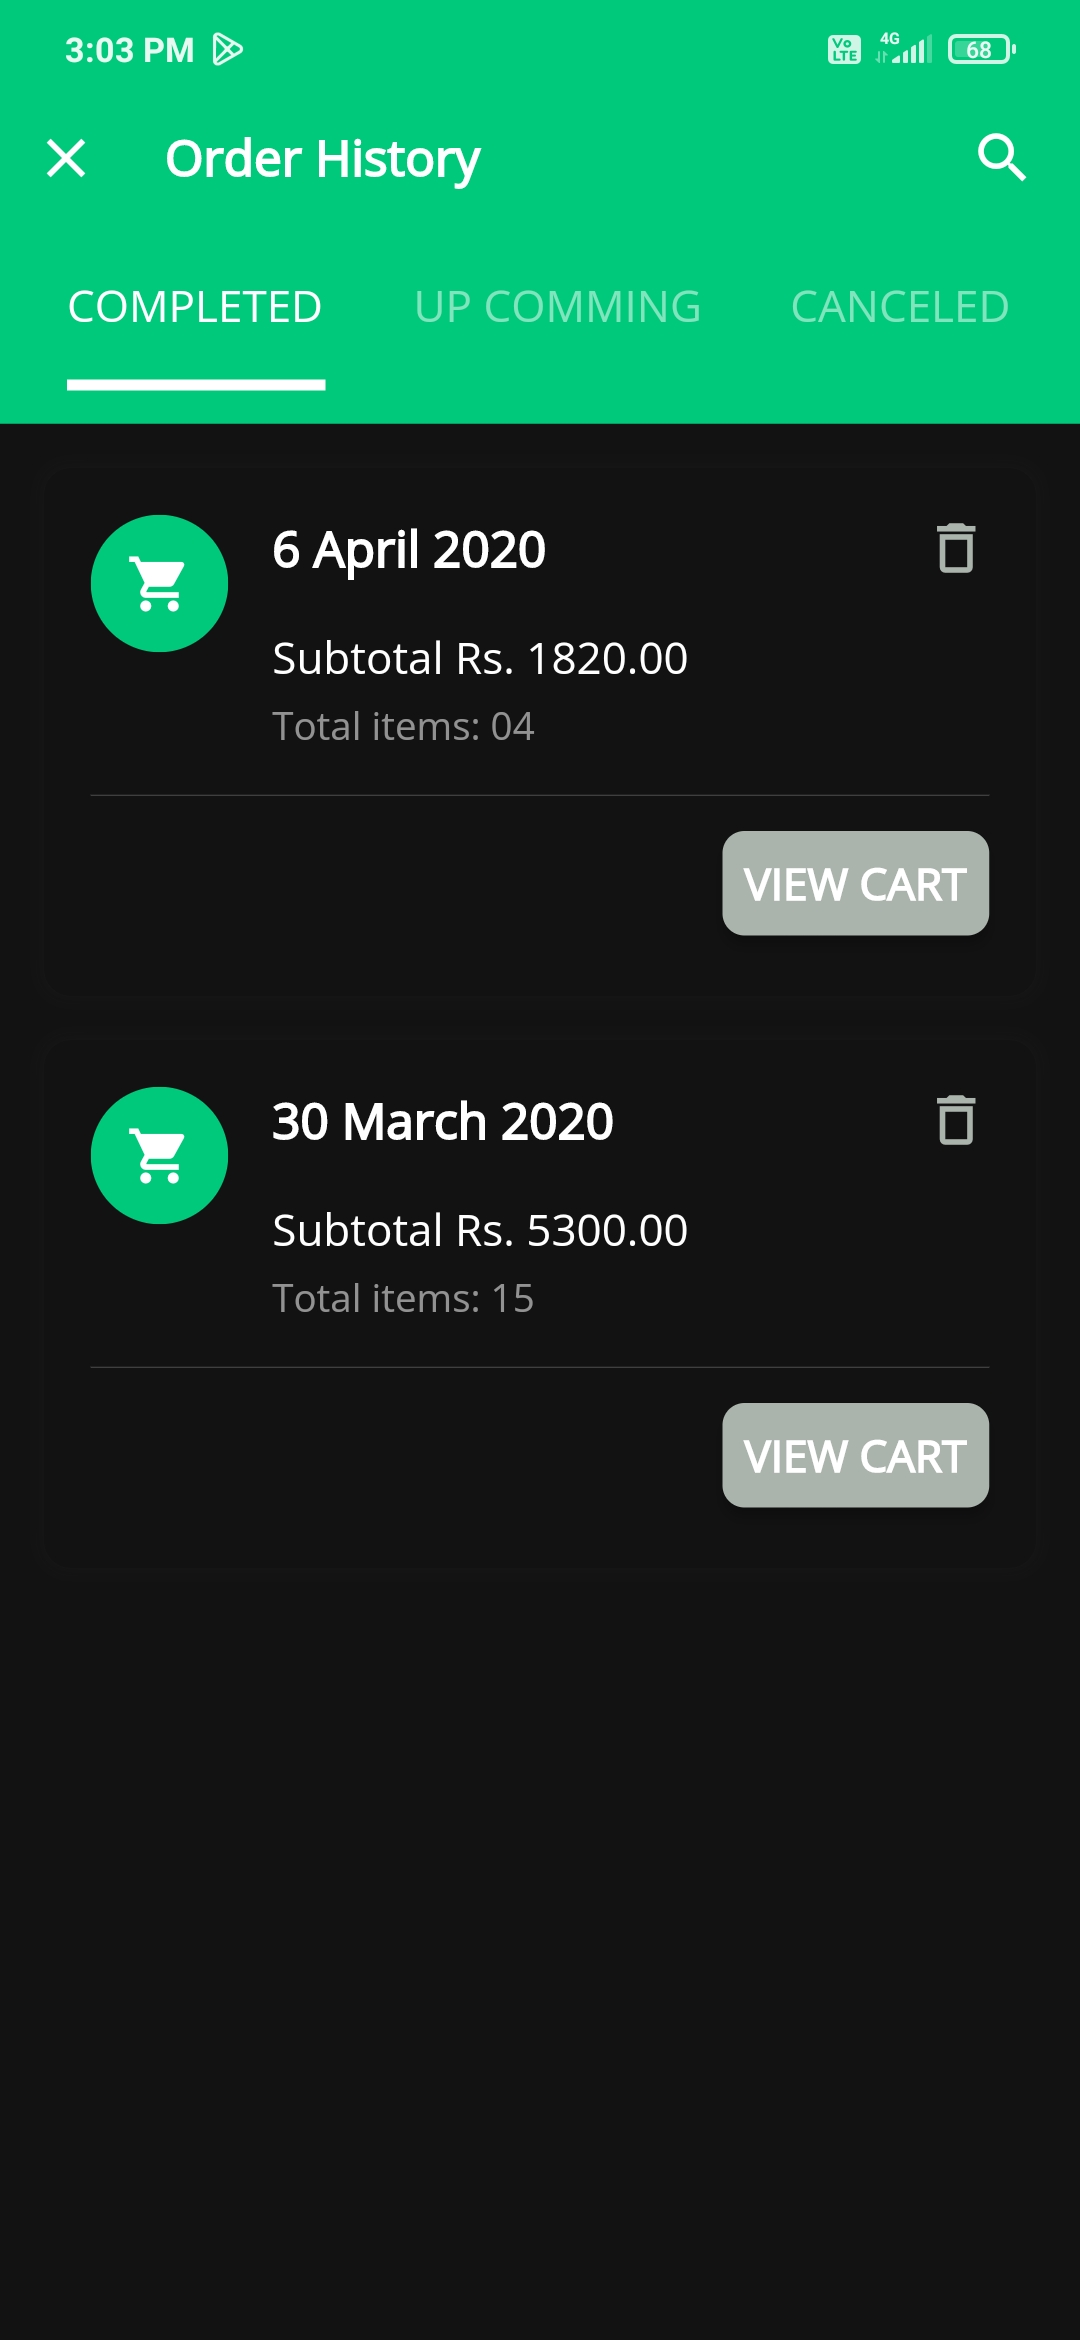 3:03 PM
Vo
LTE
4G
68
Order History
COMPLETED
UP COMMING
CANCELED
6 April 2020
Subtotal Rs. 1820.00
Total items: 04
VIEW CART
30 March 2020
Subtotal Rs. 5300.00
Total items: 15
VIEW CART